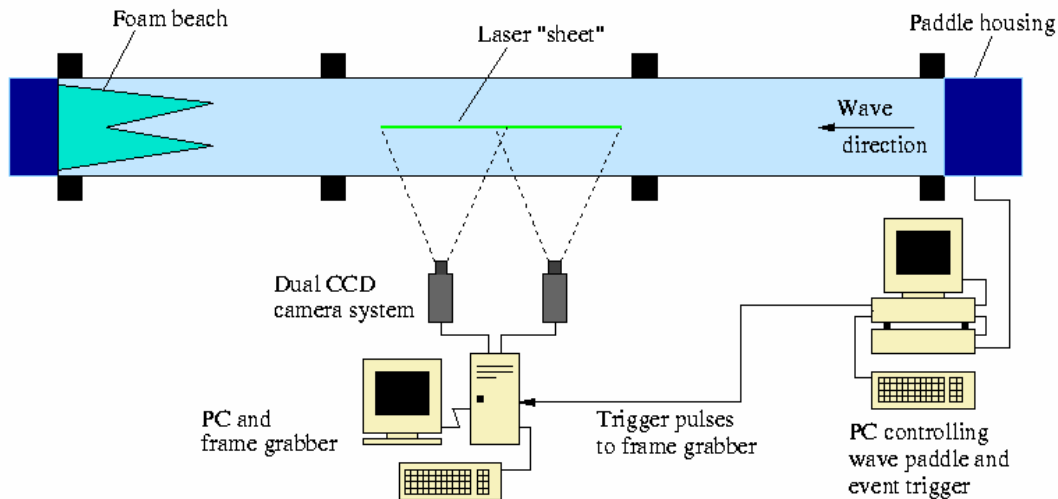 Foam beach
Laser "sheet"
Paddle housing
Wave
direction
Dual CCD
camera system
PC and
frame grabber
Trigger pulses
to frame grabber
PC controlling
wave paddle and
event trigger